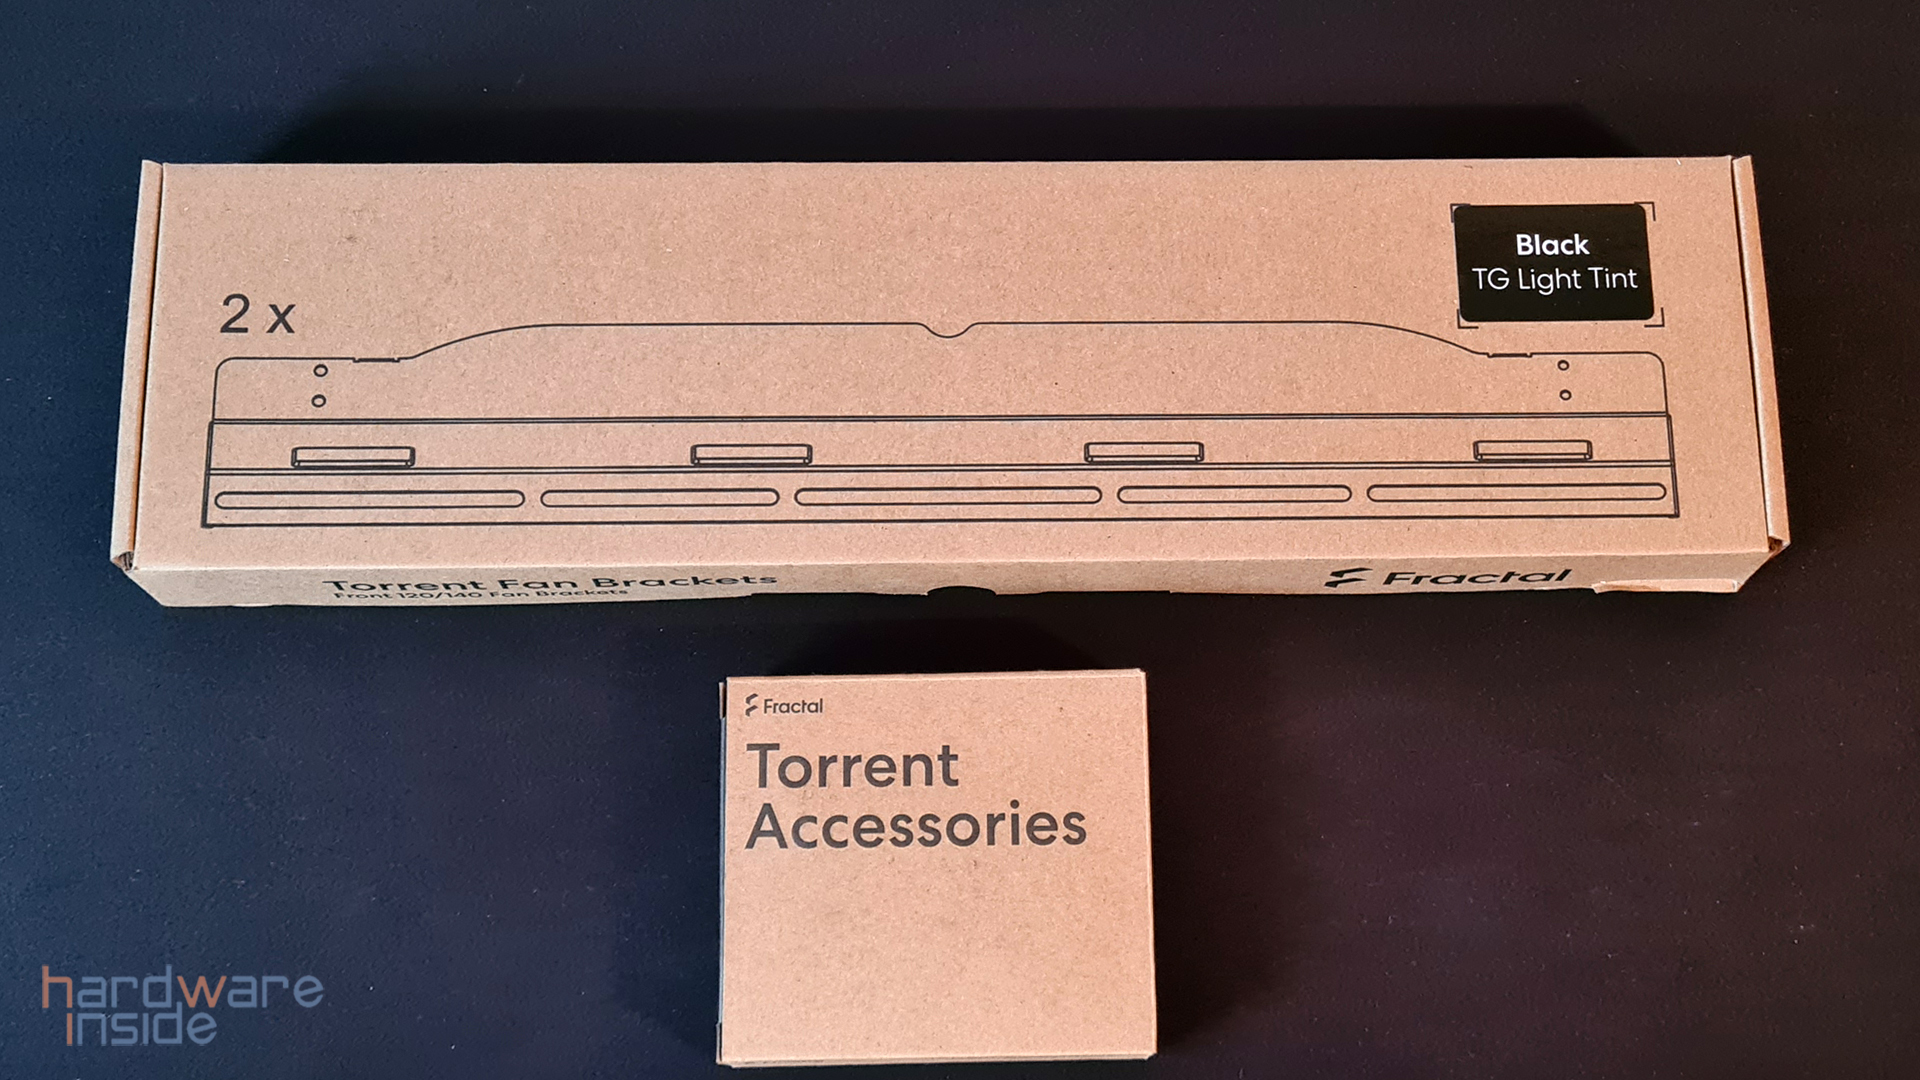 2 x
Black
TG Light Tint
Torrent Fan Brackets
Front 120/140 Fan Brackets
Fractal
Fractal
Torrent
Accessories
hardware
inside